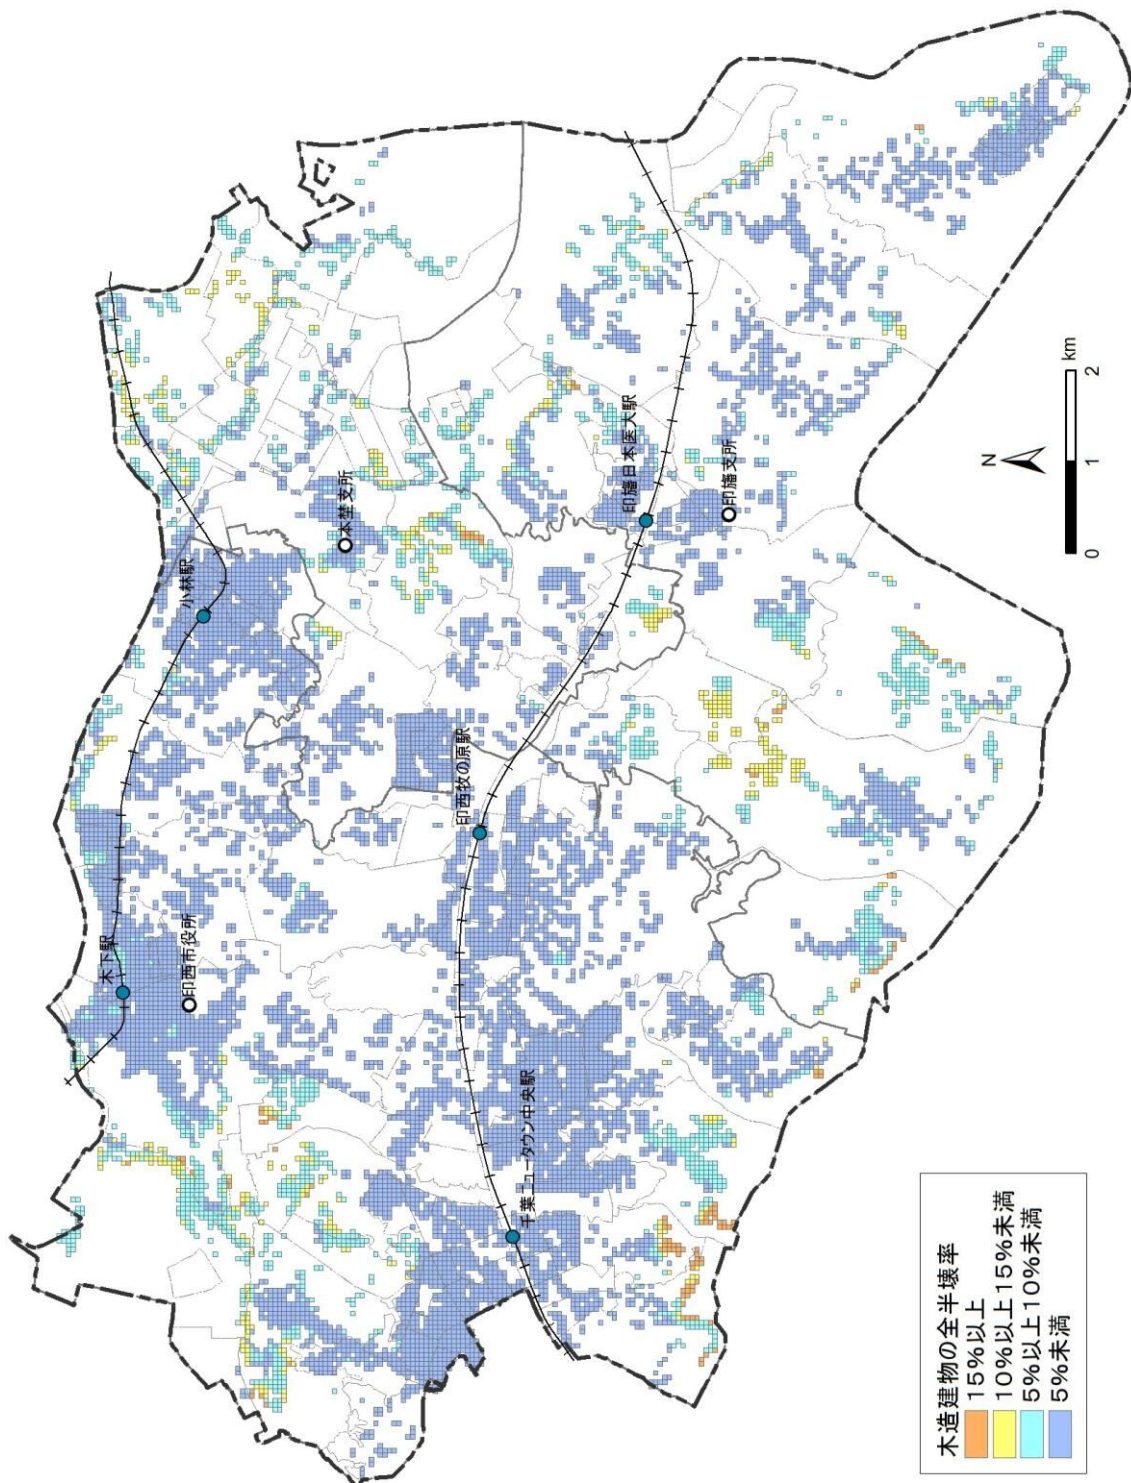 木下駅
印西市役所
小林駅
本埜支所
印西牧の原駅
千葉ニュータウン中央駅
印旛日本医大駅
印旛支所
N
0 1 2 km
木造建物の全半壊率
15%以上
10%以上15%未満
5%以上10%未満
5%未満